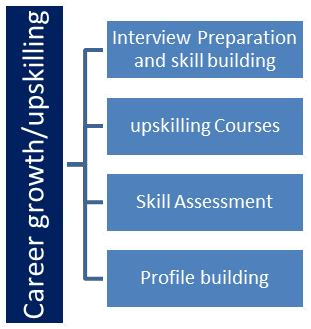 Career growth/upskilling
Interview Preparation
and skill building
upskilling Courses
Skill Assessment
Profile building